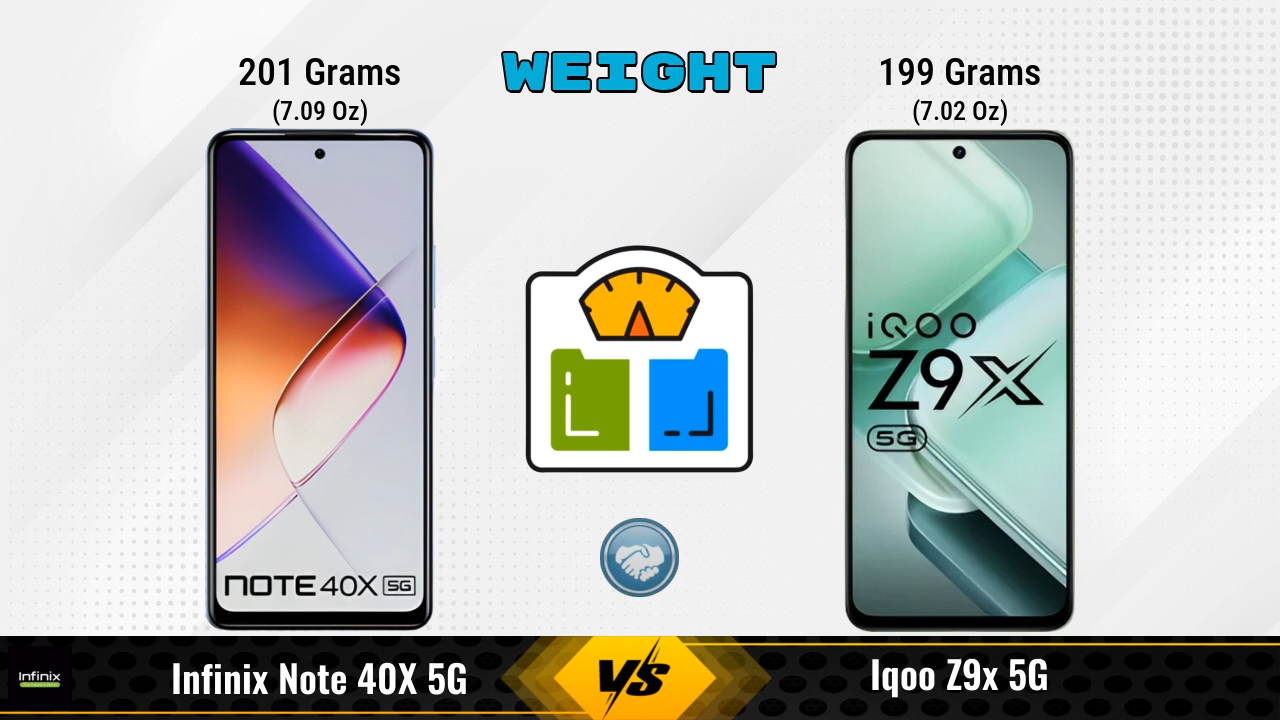 WEIGHT
201 Grams
(7.09 Oz)
199 Grams
(7.02 Oz)
NOTE 40X 5G
iQOO
Z9x
5G
Infinix
Infinix Note 40X 5G
VS
Iqoo Z9x 5G